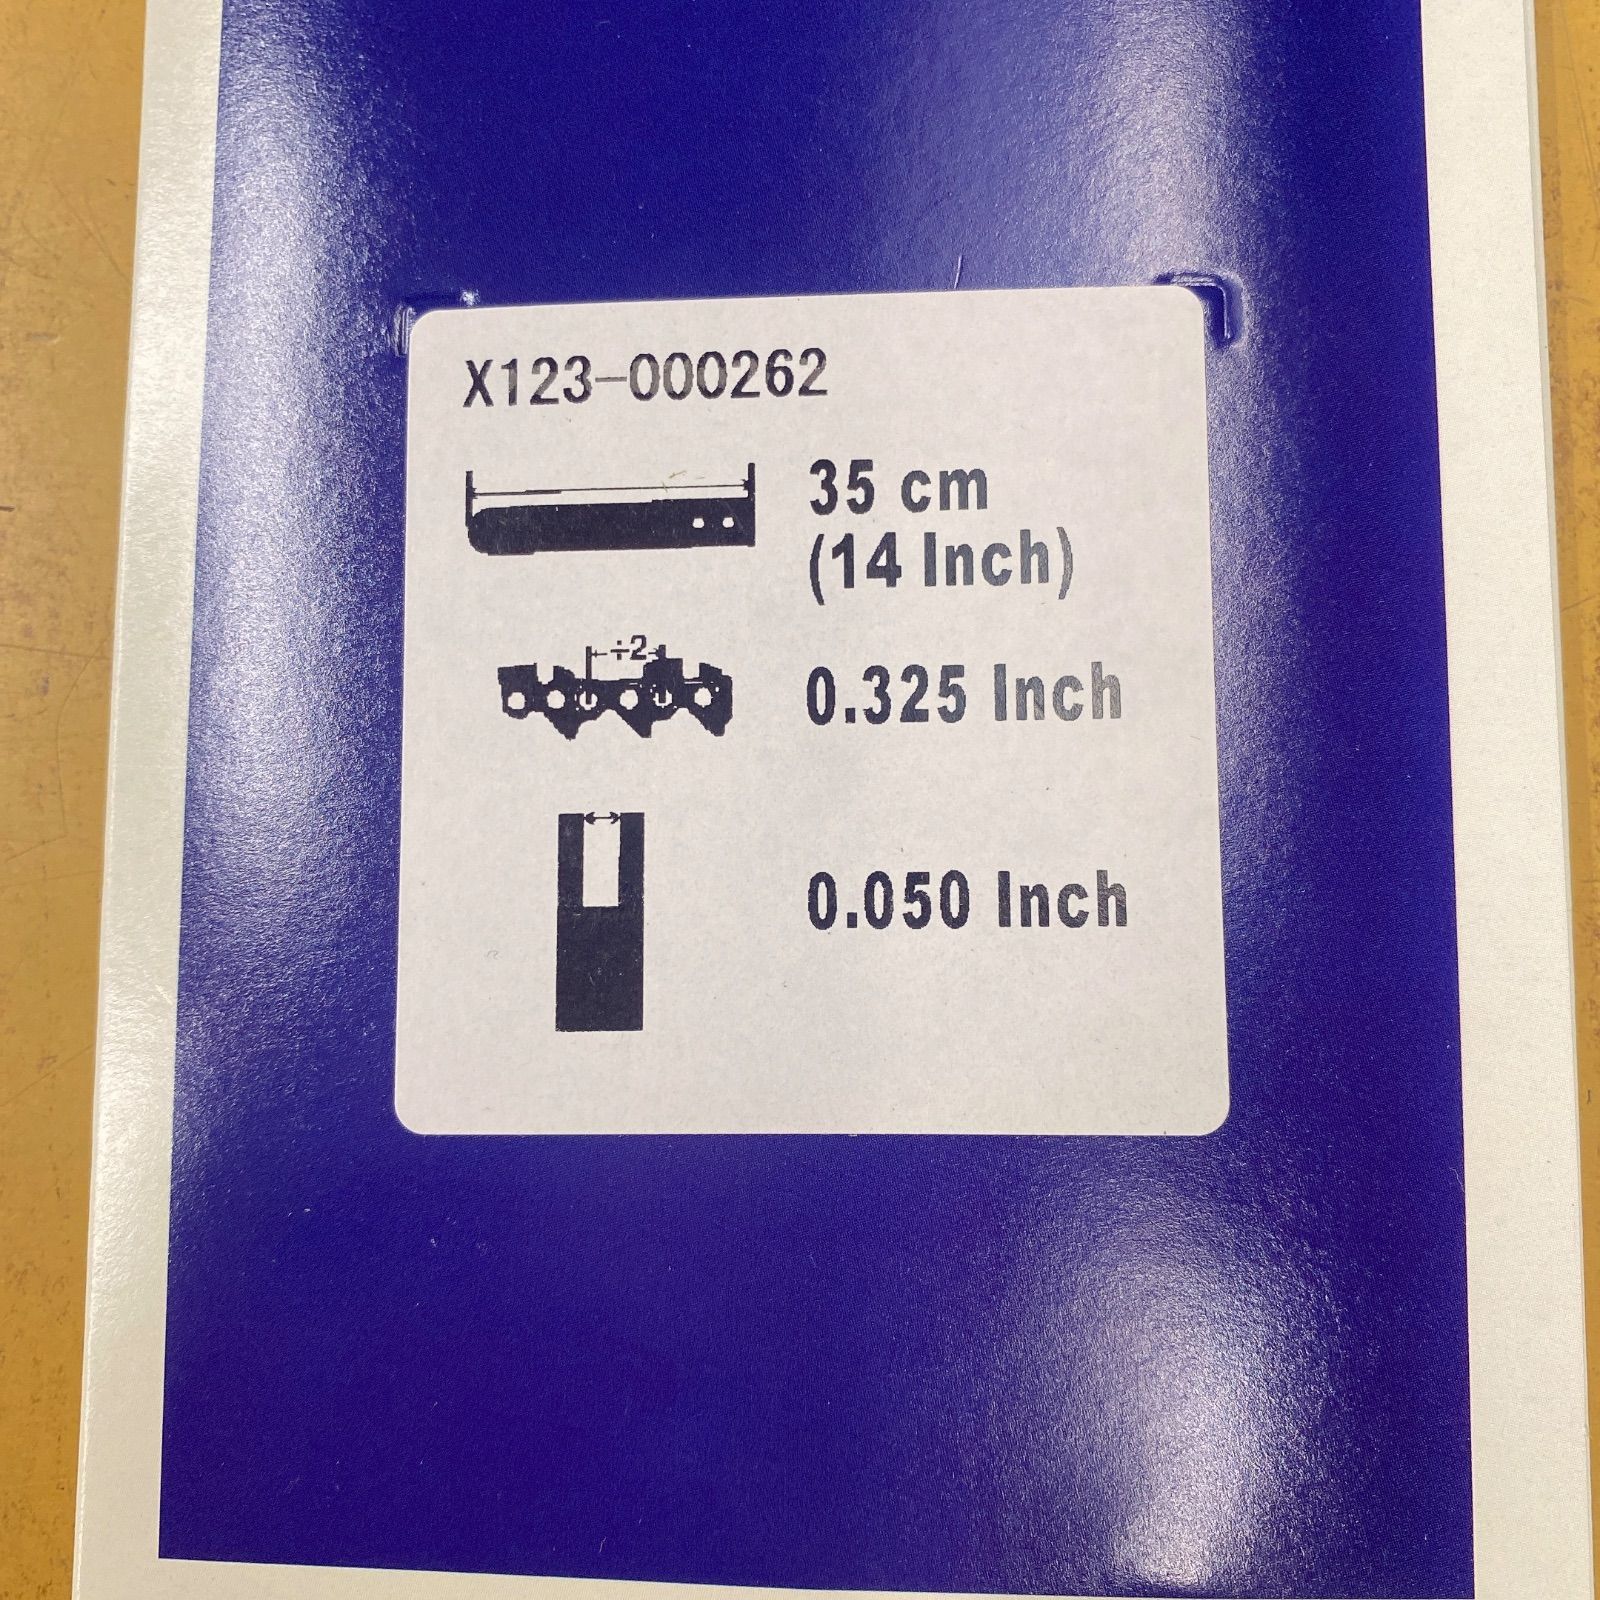 X123-000262
35 cm
(14 Inch)
÷2
0.325 Inch
0.050 Inch